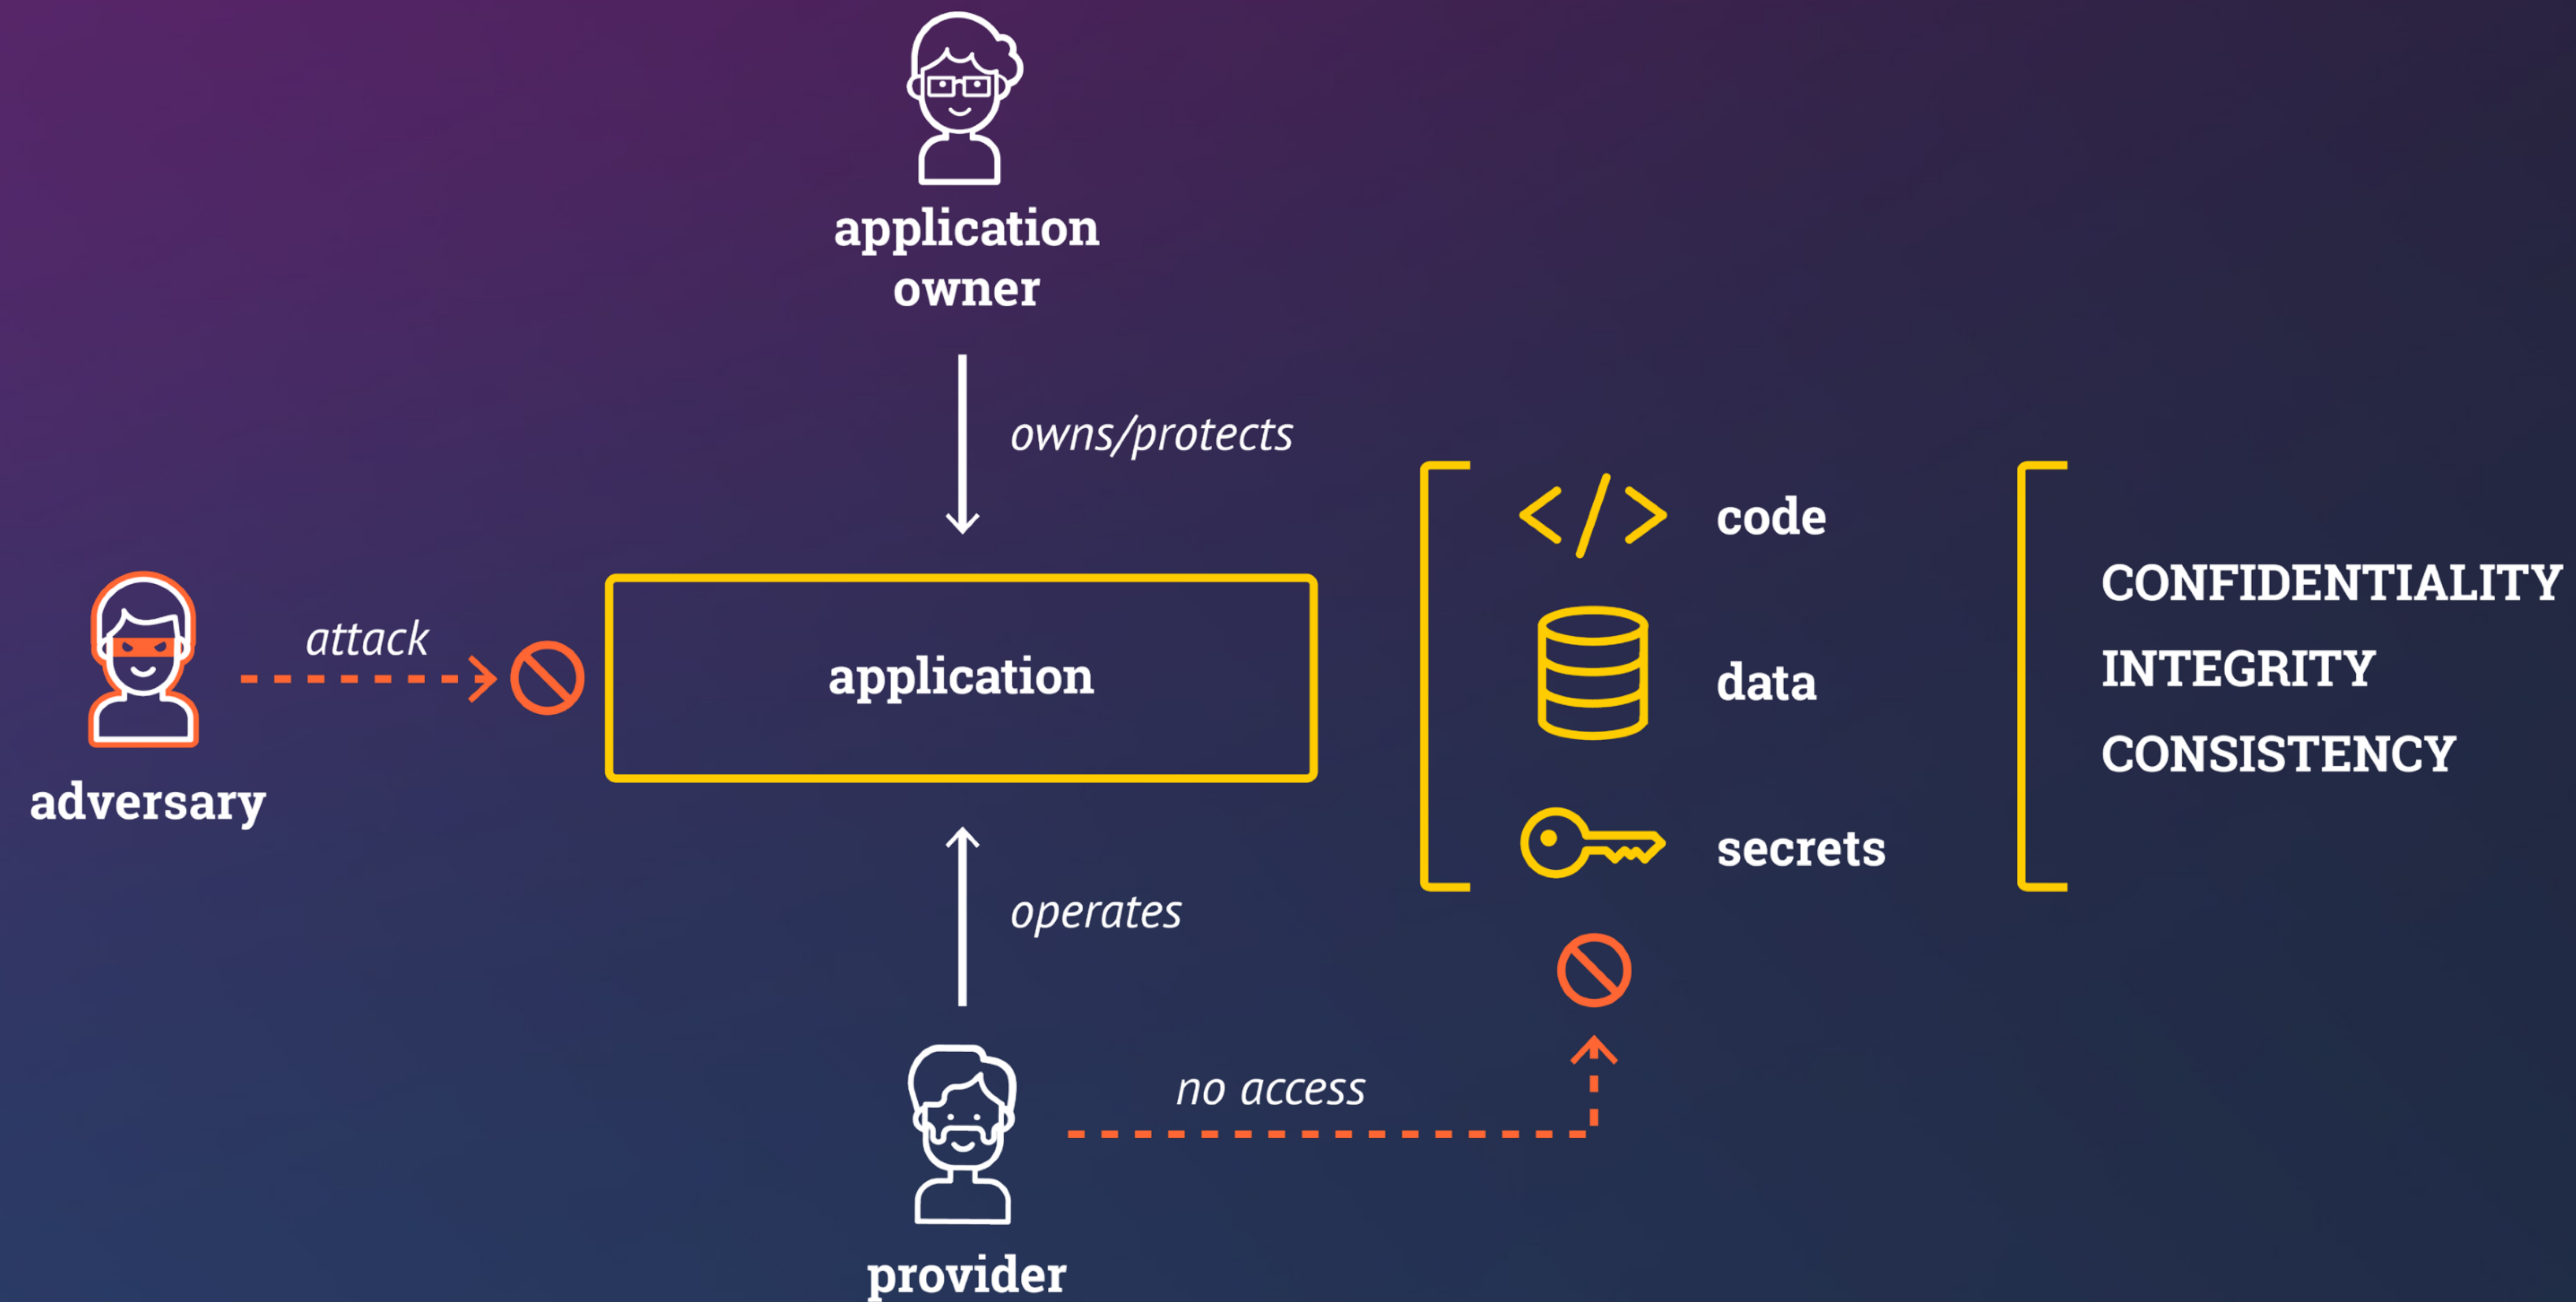 application
owner
owns/protects
code
CONFIDENTIALITY
attack
application
data
INTEGRITY
CONSISTENCY
adversary
secrets
operates
no access
provider